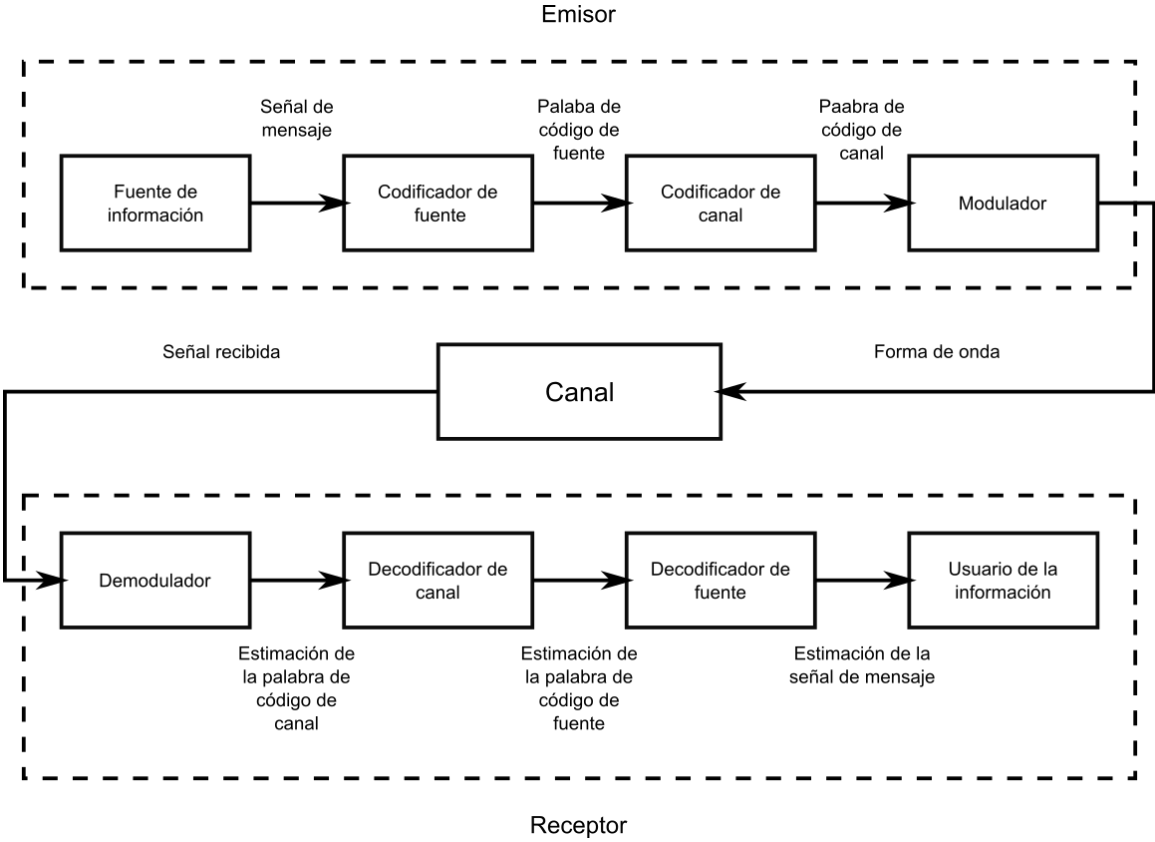 Emisor
Señal de
mensaje
Palaba de
código de
fuente
Paabra de
código de
canal
Fuente de
información
Codificador de
fuente
Codificador de
canal
Modulador
Señal recibida
Canal
Forma de onda
Demodulador
Decodificador de
canal
Decodificador de
fuente
Usuario de la
información
Estimación de
la palabra de
código de
canal
Estimación de
la palabra de
código de
fuente
Estimación de la
señal de mensaje
Receptor